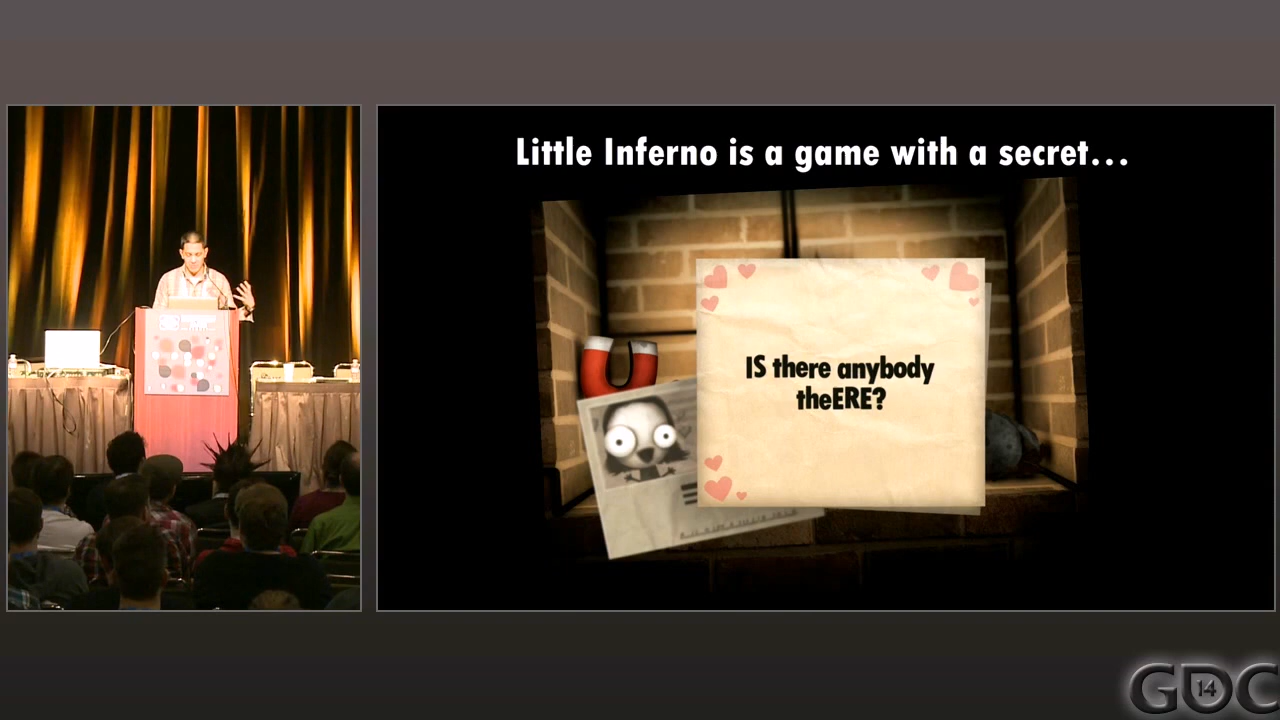 Little Inferno is a game with a secret...
IS there anybody
theERE?
GDC
14